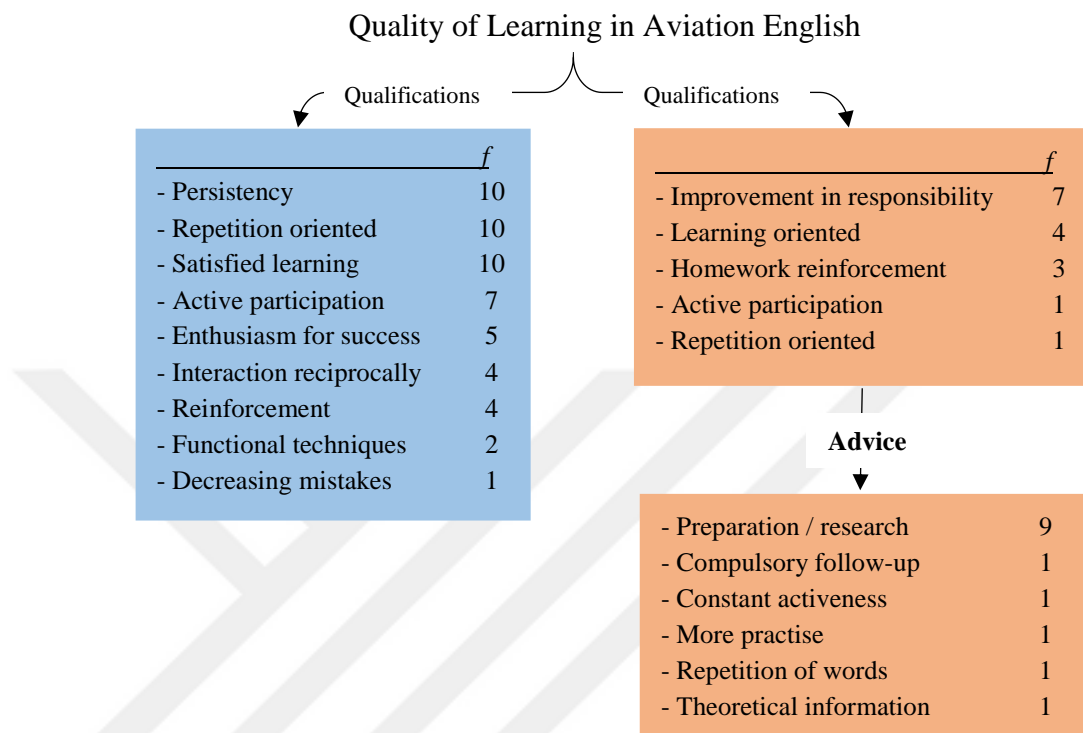 Quality of Learning in Aviation English
Qualifications
f
- Persistency 10
- Repetition oriented 10
- Satisfied learning 10
- Active participation 7
- Enthusiasm for success 5
- Interaction reciprocally 4
- Reinforcement 4
- Functional techniques 2
- Decreasing mistakes 1
Qualifications
f
- Improvement in responsibility 7
- Learning oriented 4
- Homework reinforcement 3
- Active participation 1
- Repetition oriented 1
Advice
- Preparation / research 9
- Compulsory follow-up 1
- Constant activeness 1
- More practise 1
- Repetition of words 1
- Theoretical information 1